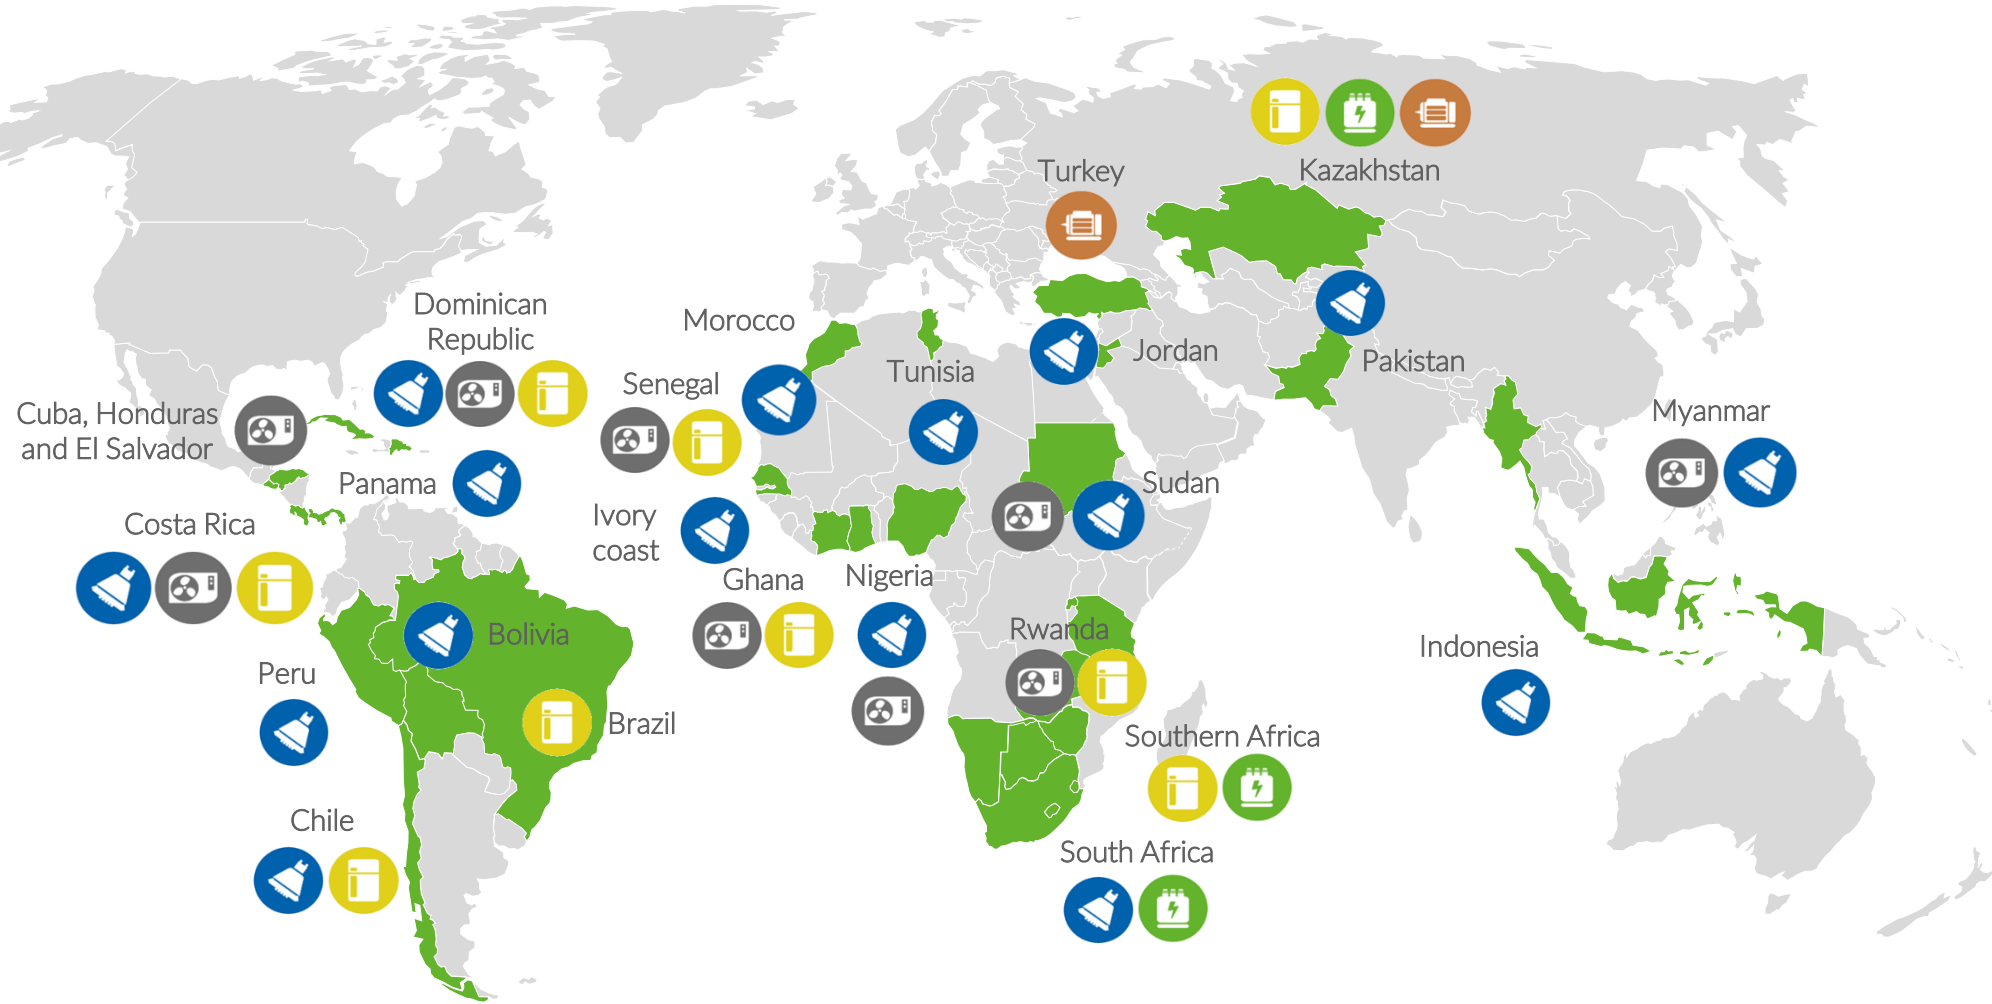 Kazakhstan
Turkey
Dominican
Republic
Morocco
Jordan
Pakistan
Tunisia
Senegal
Cuba, Honduras
and El Salvador
Myanmar
Panama
Sudan
Costa Rica
Ivory
coast
Ghana
Nigeria
Rwanda
Bolivia
Indonesia
Peru
Brazil
Southern Africa
Chile
South Africa